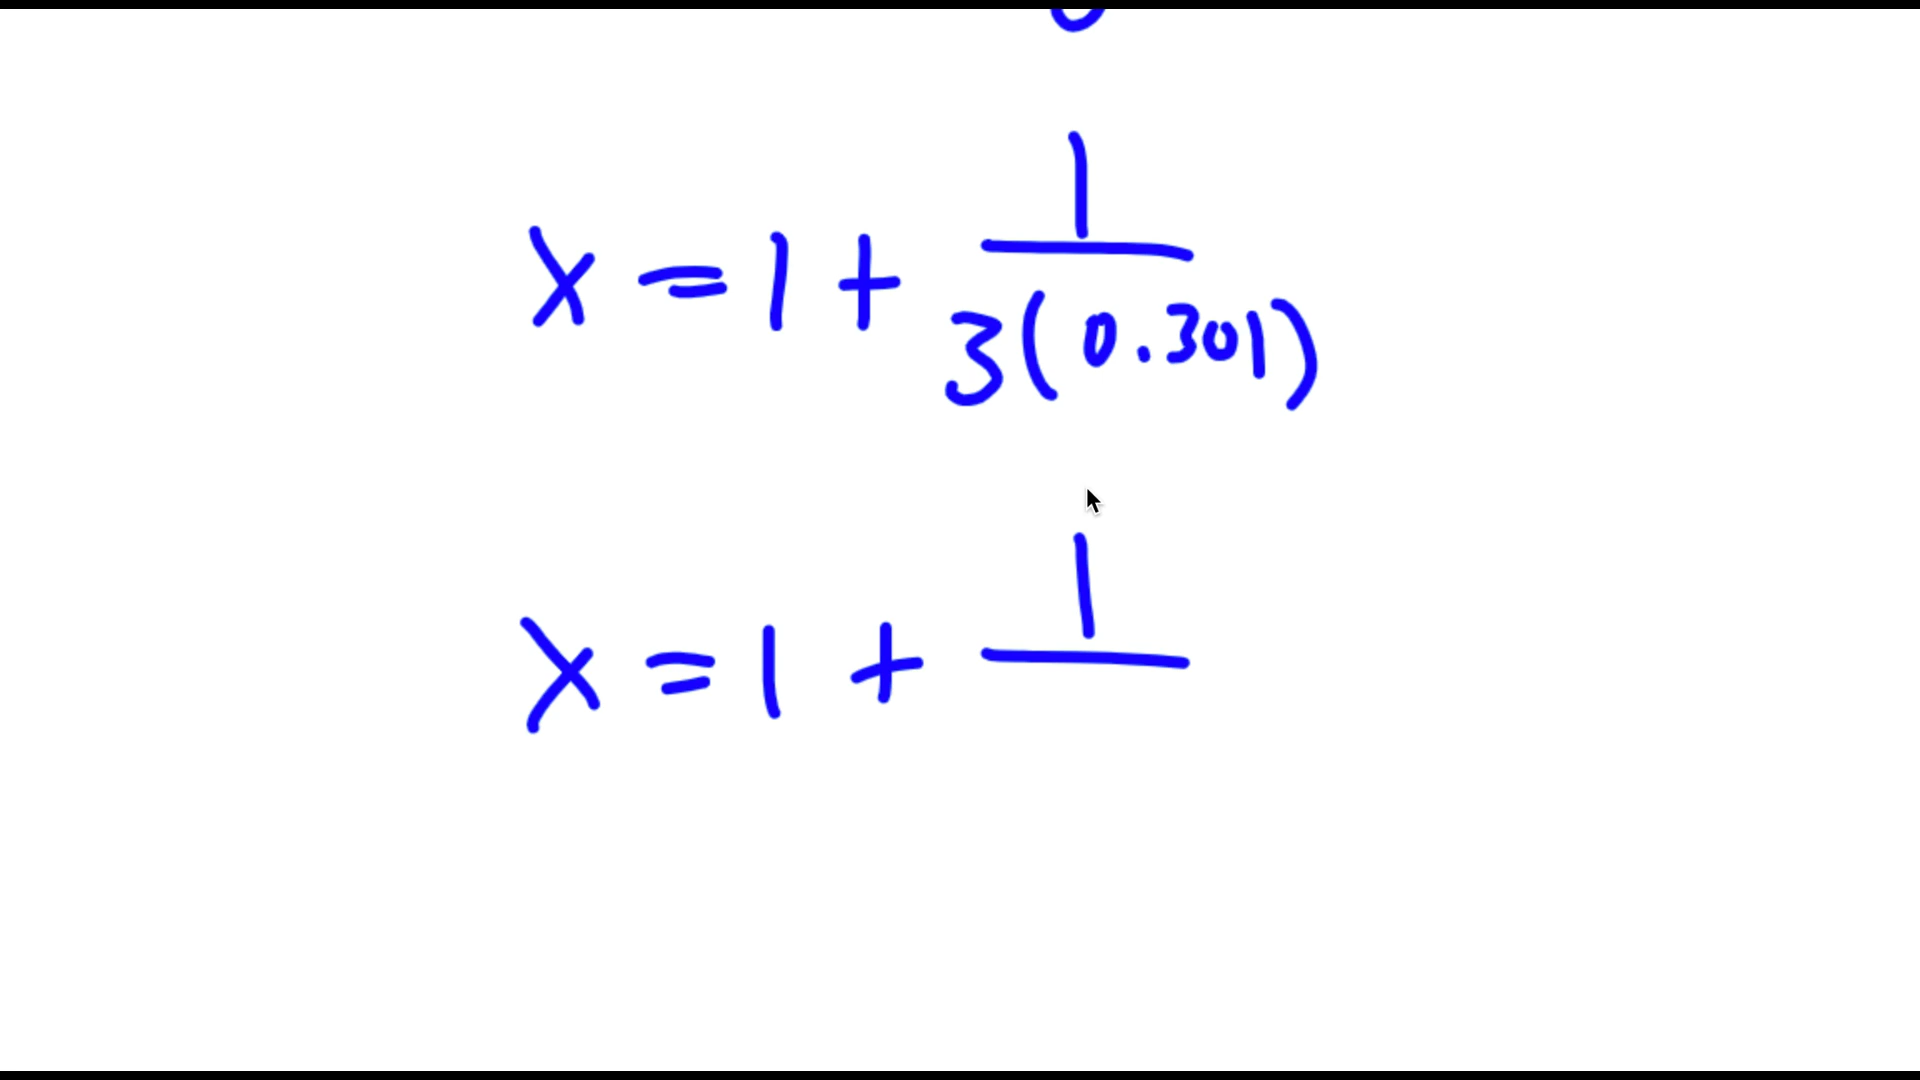 x = 1 + 1/3(0.301)
x = 1 + 1/